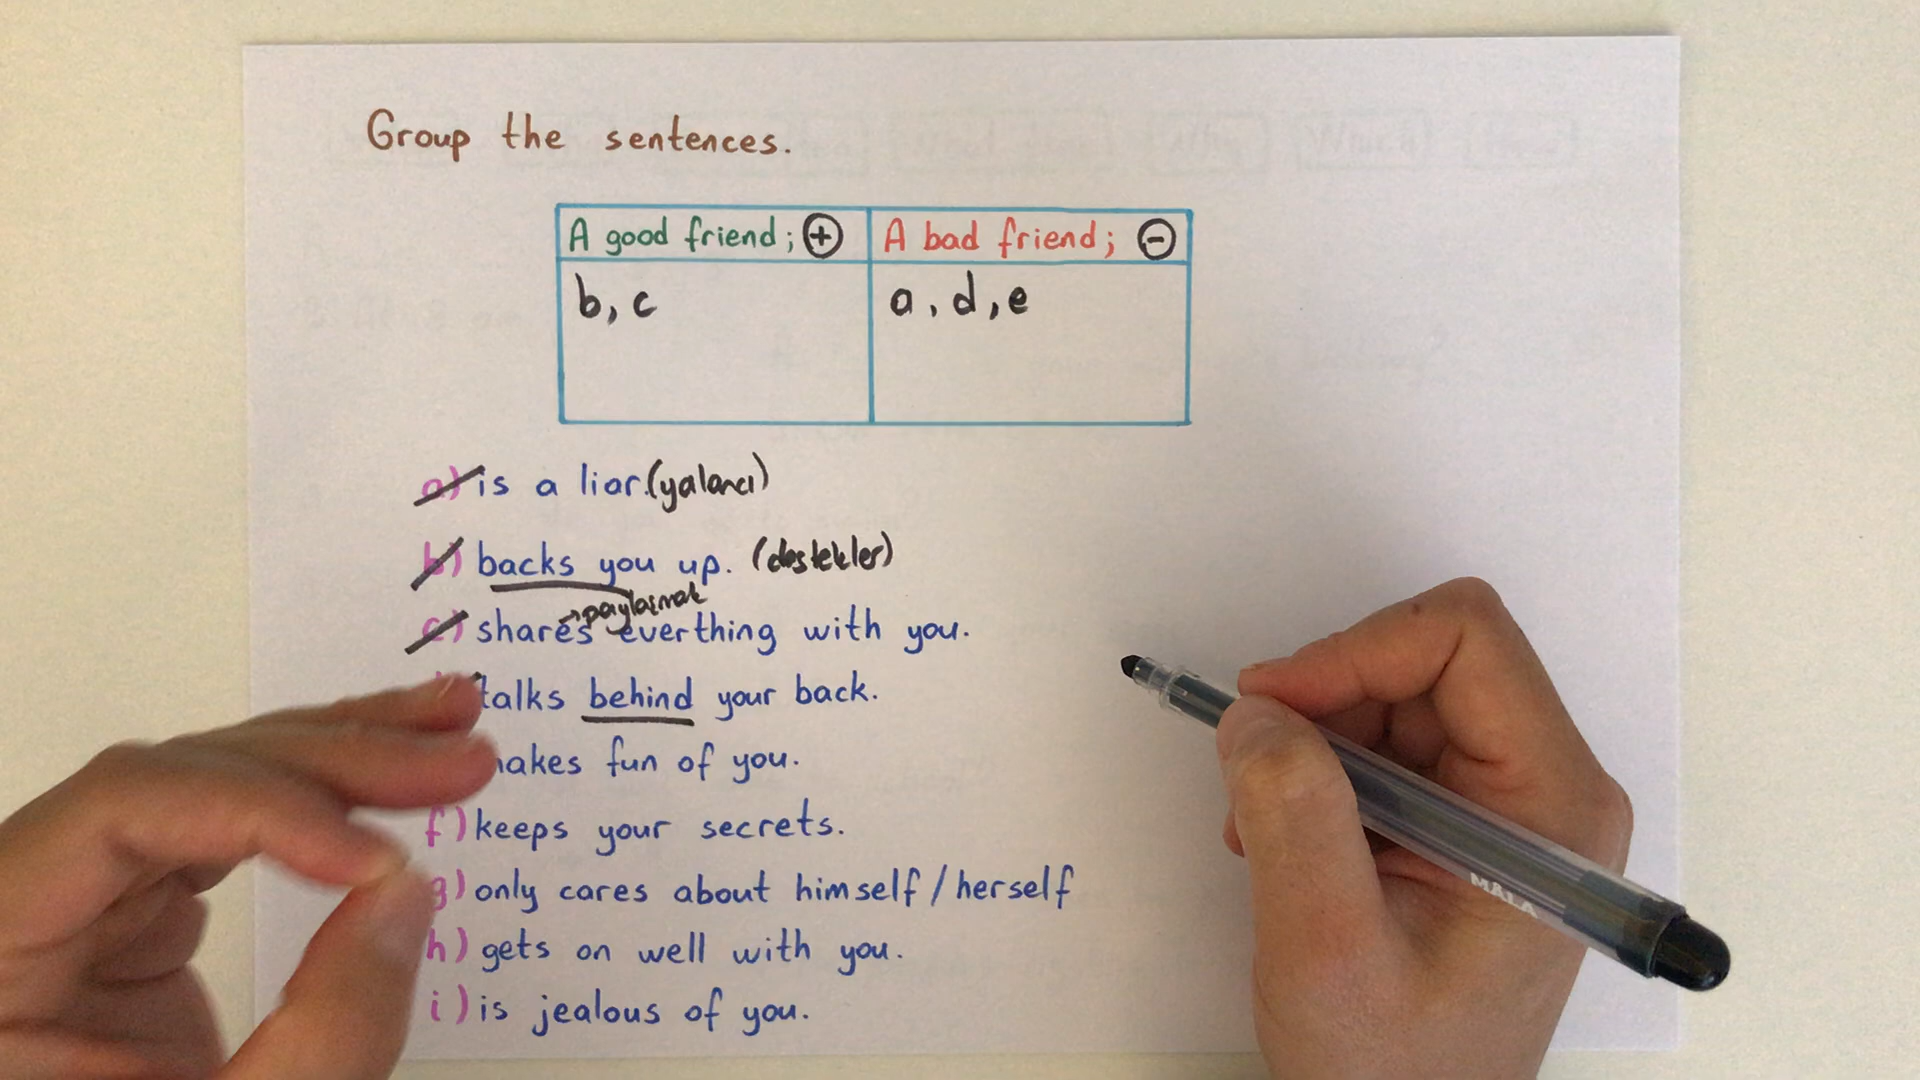 Group the sentences.
A good friend; + A bad friend; -
b, c a, d, e
a) is a liar. (yalancı)
b) backs you up. (destekler)
→ paylaşmak
c) shares everthing with you.
talks behind your back.
akes fun of you.
f) keeps your secrets.
g) only cares about himself / herself
h) gets on well with you.
i) is jealous of you.
MALA